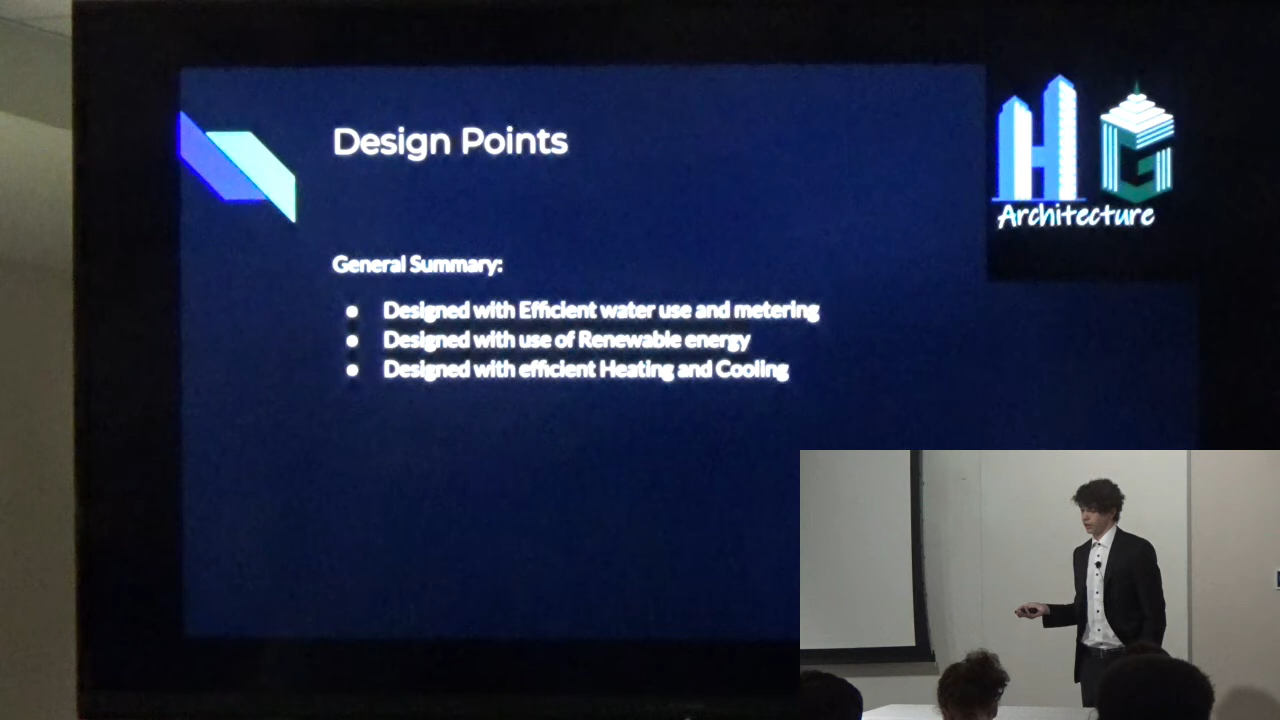 Design Points
HG
Architecture
General Summary:
● Designed with Efficient water use and metering
● Designed with use of Renewable energy
● Designed with efficient Heating and Cooling